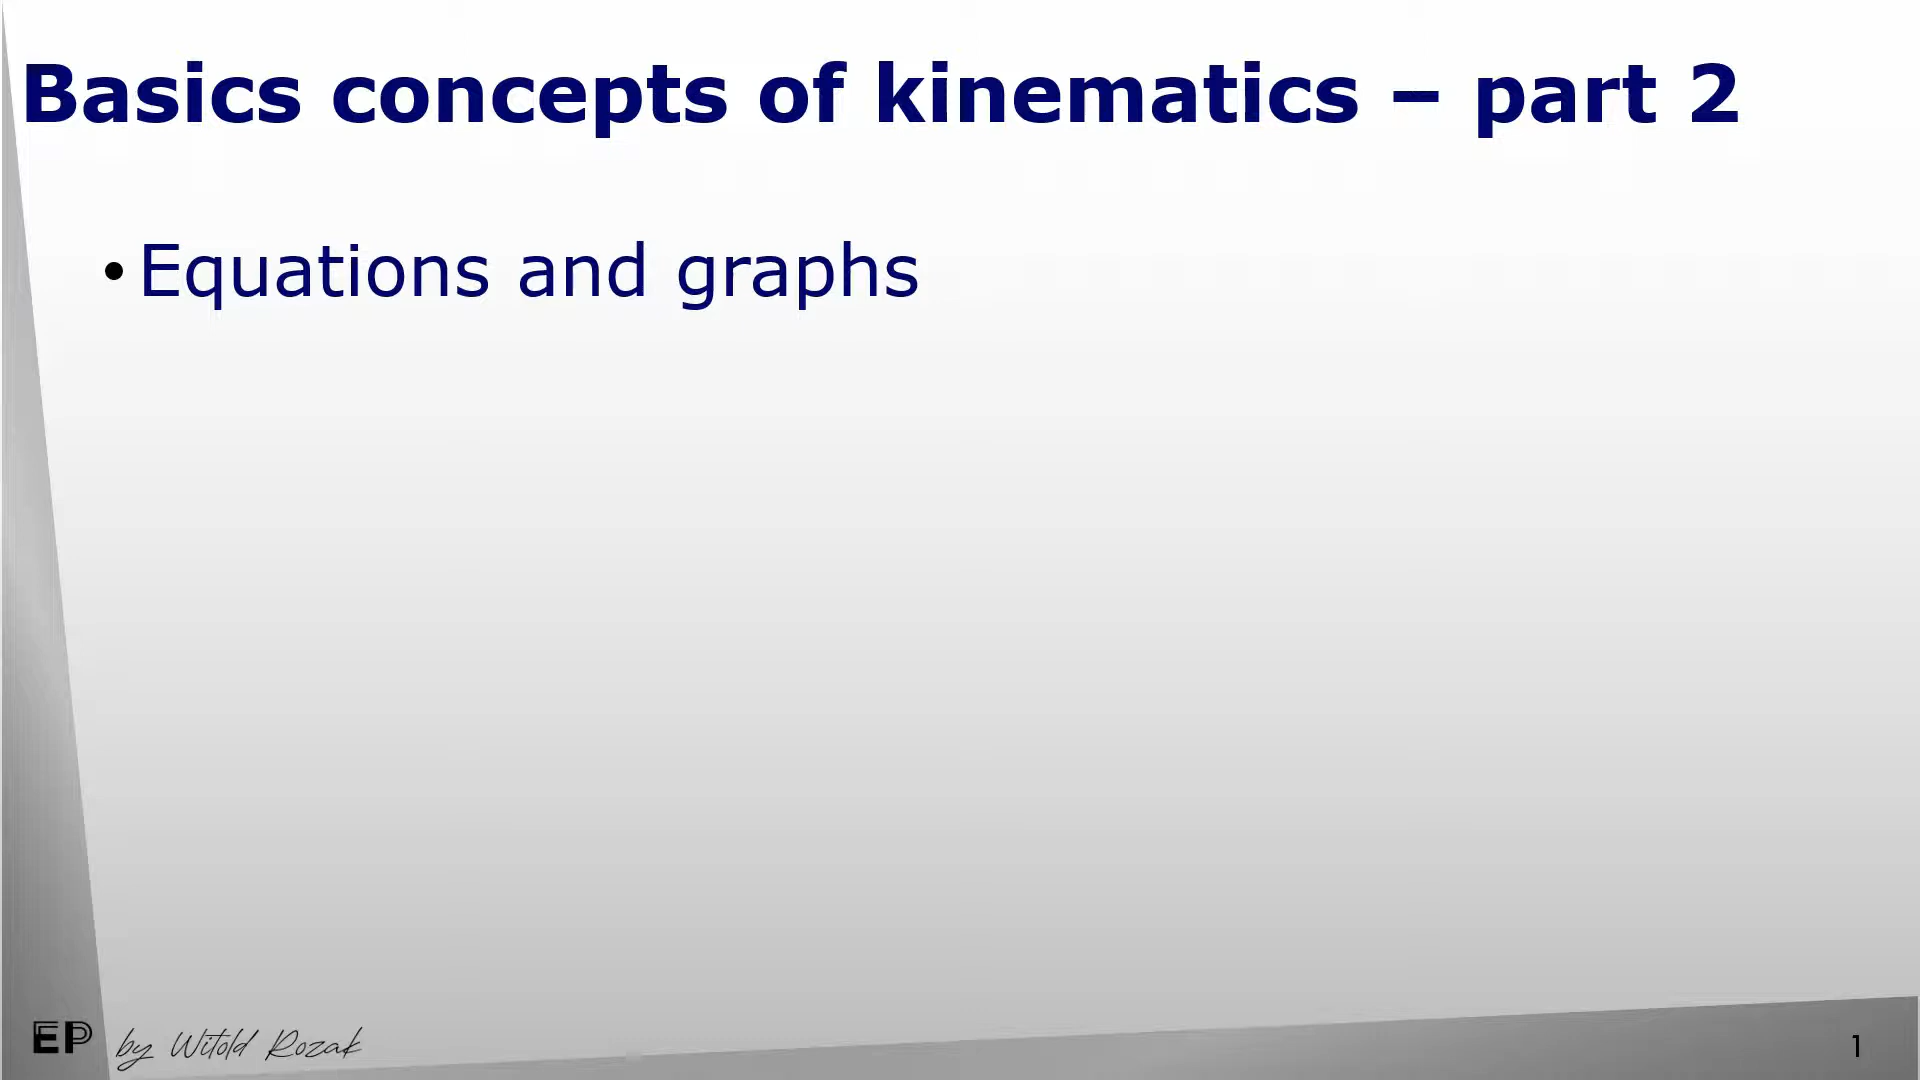 Basics concepts of kinematics – part 2
• Equations and graphs
EP by Witold Rozak
1